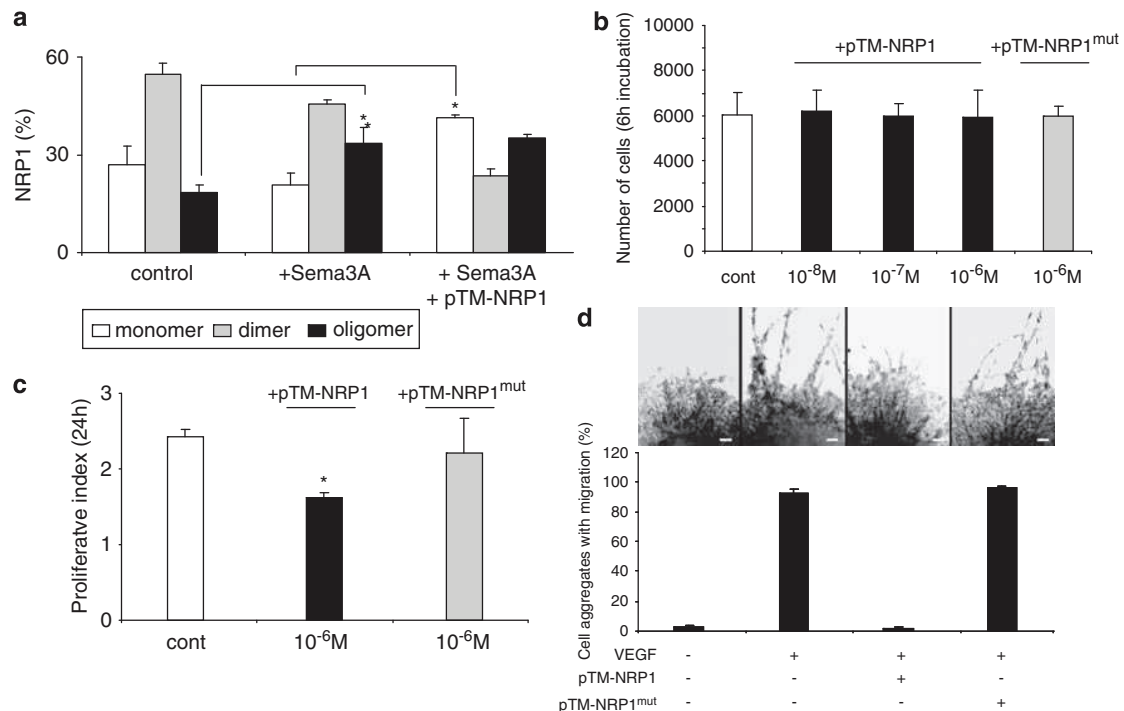 a
60
30
0
NRP1 (%)
*
*
*
control
+Sema3A
+ Sema3A
+ pTM-NRP1
monomer
dimer
oligomer
b
+pTM-NRP1
+pTM-NRP1mut
10000
8000
6000
4000
2000
0
Number of cells (6h incubation)
cont
10-8M
10-7M
10-6M
10-6M
c
+pTM-NRP1
+pTM-NRP1mut
3
2
1
0
Proliferatve index (24h)
*
cont
10-6M
10-6M
d
120
100
80
60
40
20
0
Cell aggregates with migration (%)
VEGF - + + +
pTM-NRP1 - - + -
pTM-NRP1mut - - - +